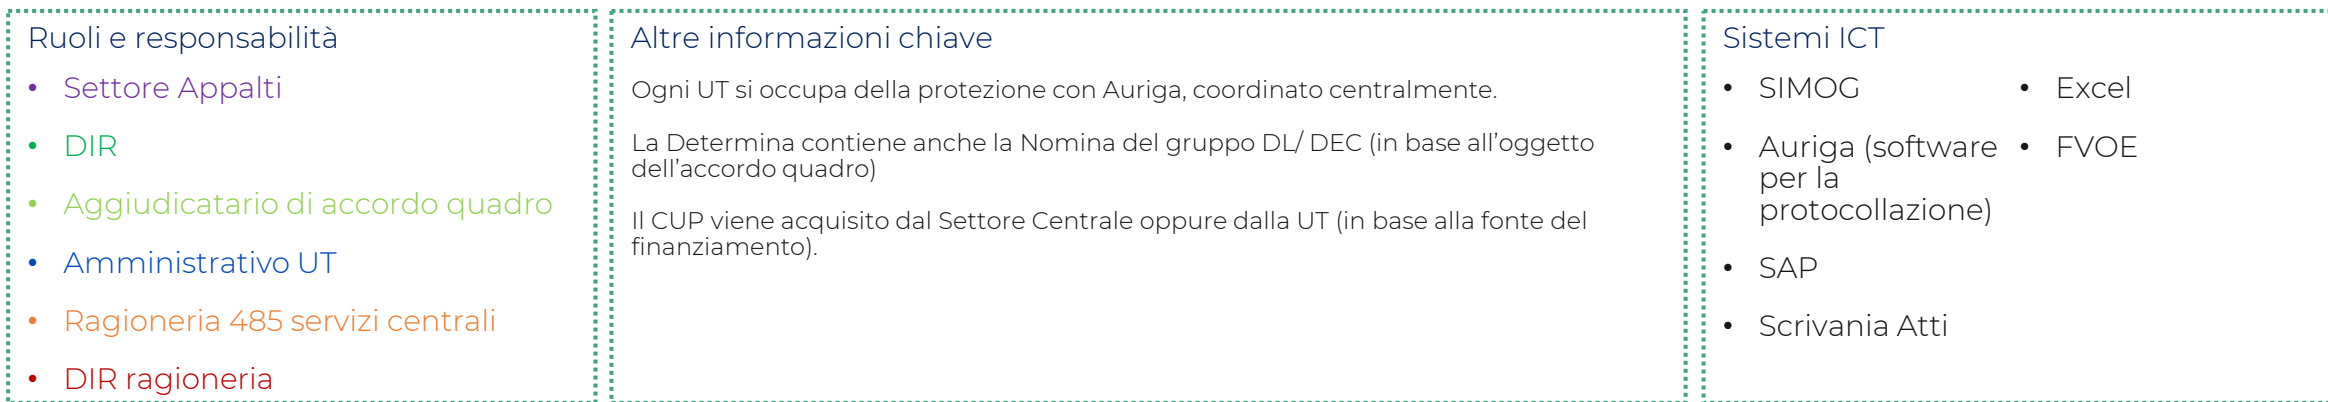 Ruoli e responsabilità
• Settore Appalti
• DIR
• Aggiudicatario di accordo quadro
• Amministrativo UT
• Ragioneria 485 servizi centrali
• DIR ragioneria
Altre informazioni chiave
Ogni UT si occupa della protezione con Auriga, coordinato centralmente.
La Determina contiene anche la Nomina del gruppo DL/ DEC (in base all’oggetto
dell’accordo quadro)
Il CUP viene acquisito dal Settore Centrale oppure dalla UT (in base alla fonte del
finanziamento).
Sistemi ICT
• SIMOG
• Auriga (software
per la
protocollazione)
• SAP
• Scrivania Atti
• Excel
• FVOE